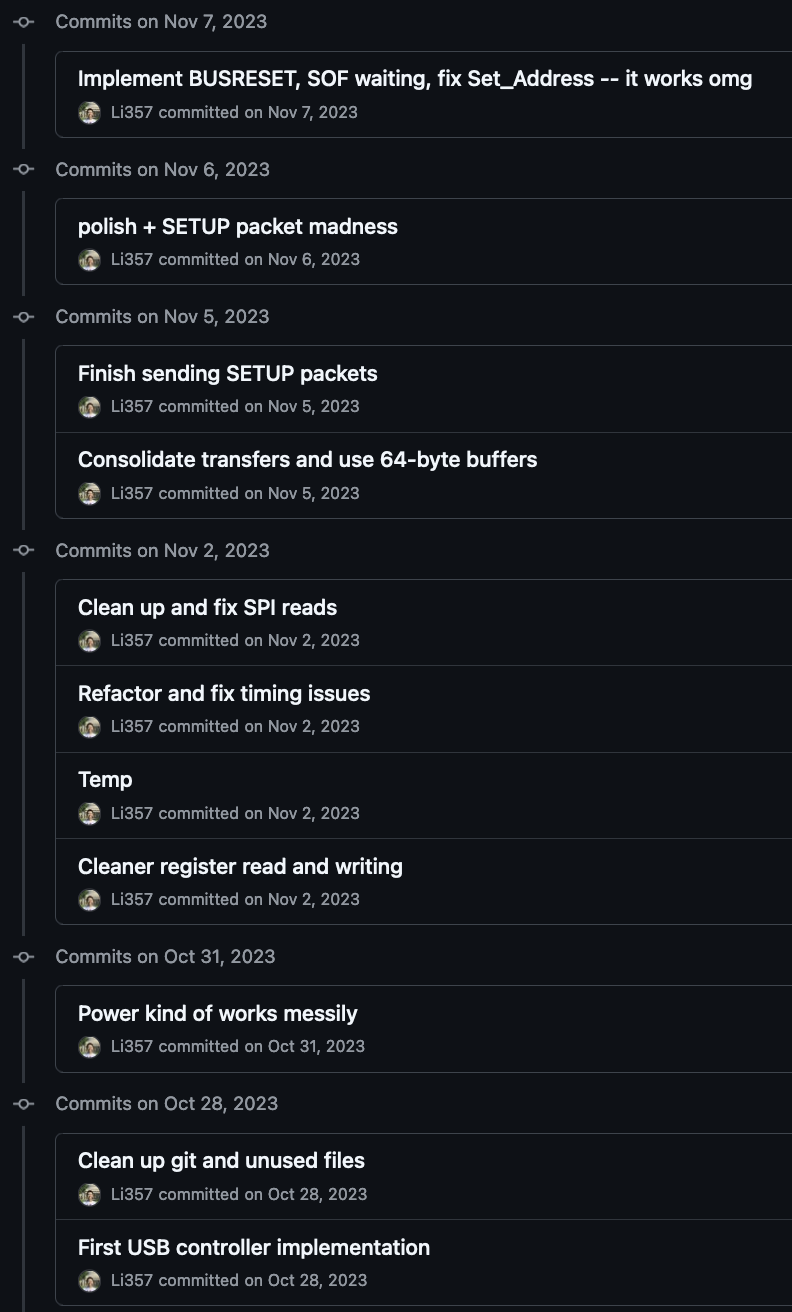 Commits on Nov 7, 2023
Implement BUSRESET, SOF waiting, fix Set_Address -- it works omg
Li357 committed on Nov 7, 2023
Commits on Nov 6, 2023
polish + SETUP packet madness
Li357 committed on Nov 6, 2023
Commits on Nov 5, 2023
Finish sending SETUP packets
Li357 committed on Nov 5, 2023
Consolidate transfers and use 64-byte buffers
Li357 committed on Nov 5, 2023
Commits on Nov 2, 2023
Clean up and fix SPI reads
Li357 committed on Nov 2, 2023
Refactor and fix timing issues
Li357 committed on Nov 2, 2023
Temp
Li357 committed on Nov 2, 2023
Cleaner register read and writing
Li357 committed on Nov 2, 2023
Commits on Oct 31, 2023
Power kind of works messily
Li357 committed on Oct 31, 2023
Commits on Oct 28, 2023
Clean up git and unused files
Li357 committed on Oct 28, 2023
First USB controller implementation
Li357 committed on Oct 28, 2023